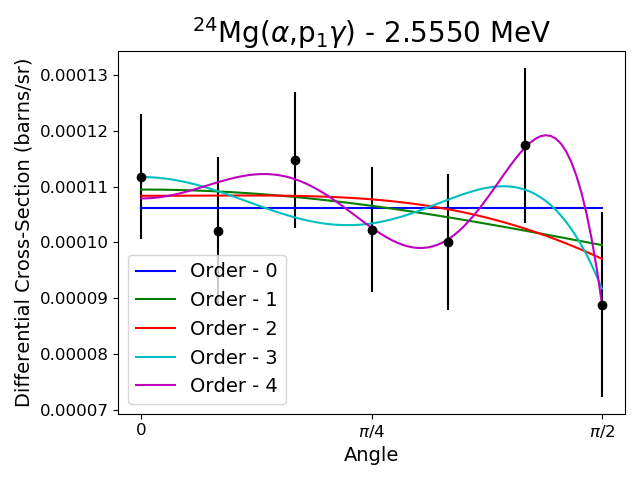 ²⁴Mg(α,p₁γ) - 2.5550 MeV
Differential Cross-Section (barns/sr)
0.00013
0.00012
0.00011
0.00010
0.00009
0.00008
0.00007
Order - 0
Order - 1
Order - 2
Order - 3
Order - 4
0 π/4 π/2
Angle